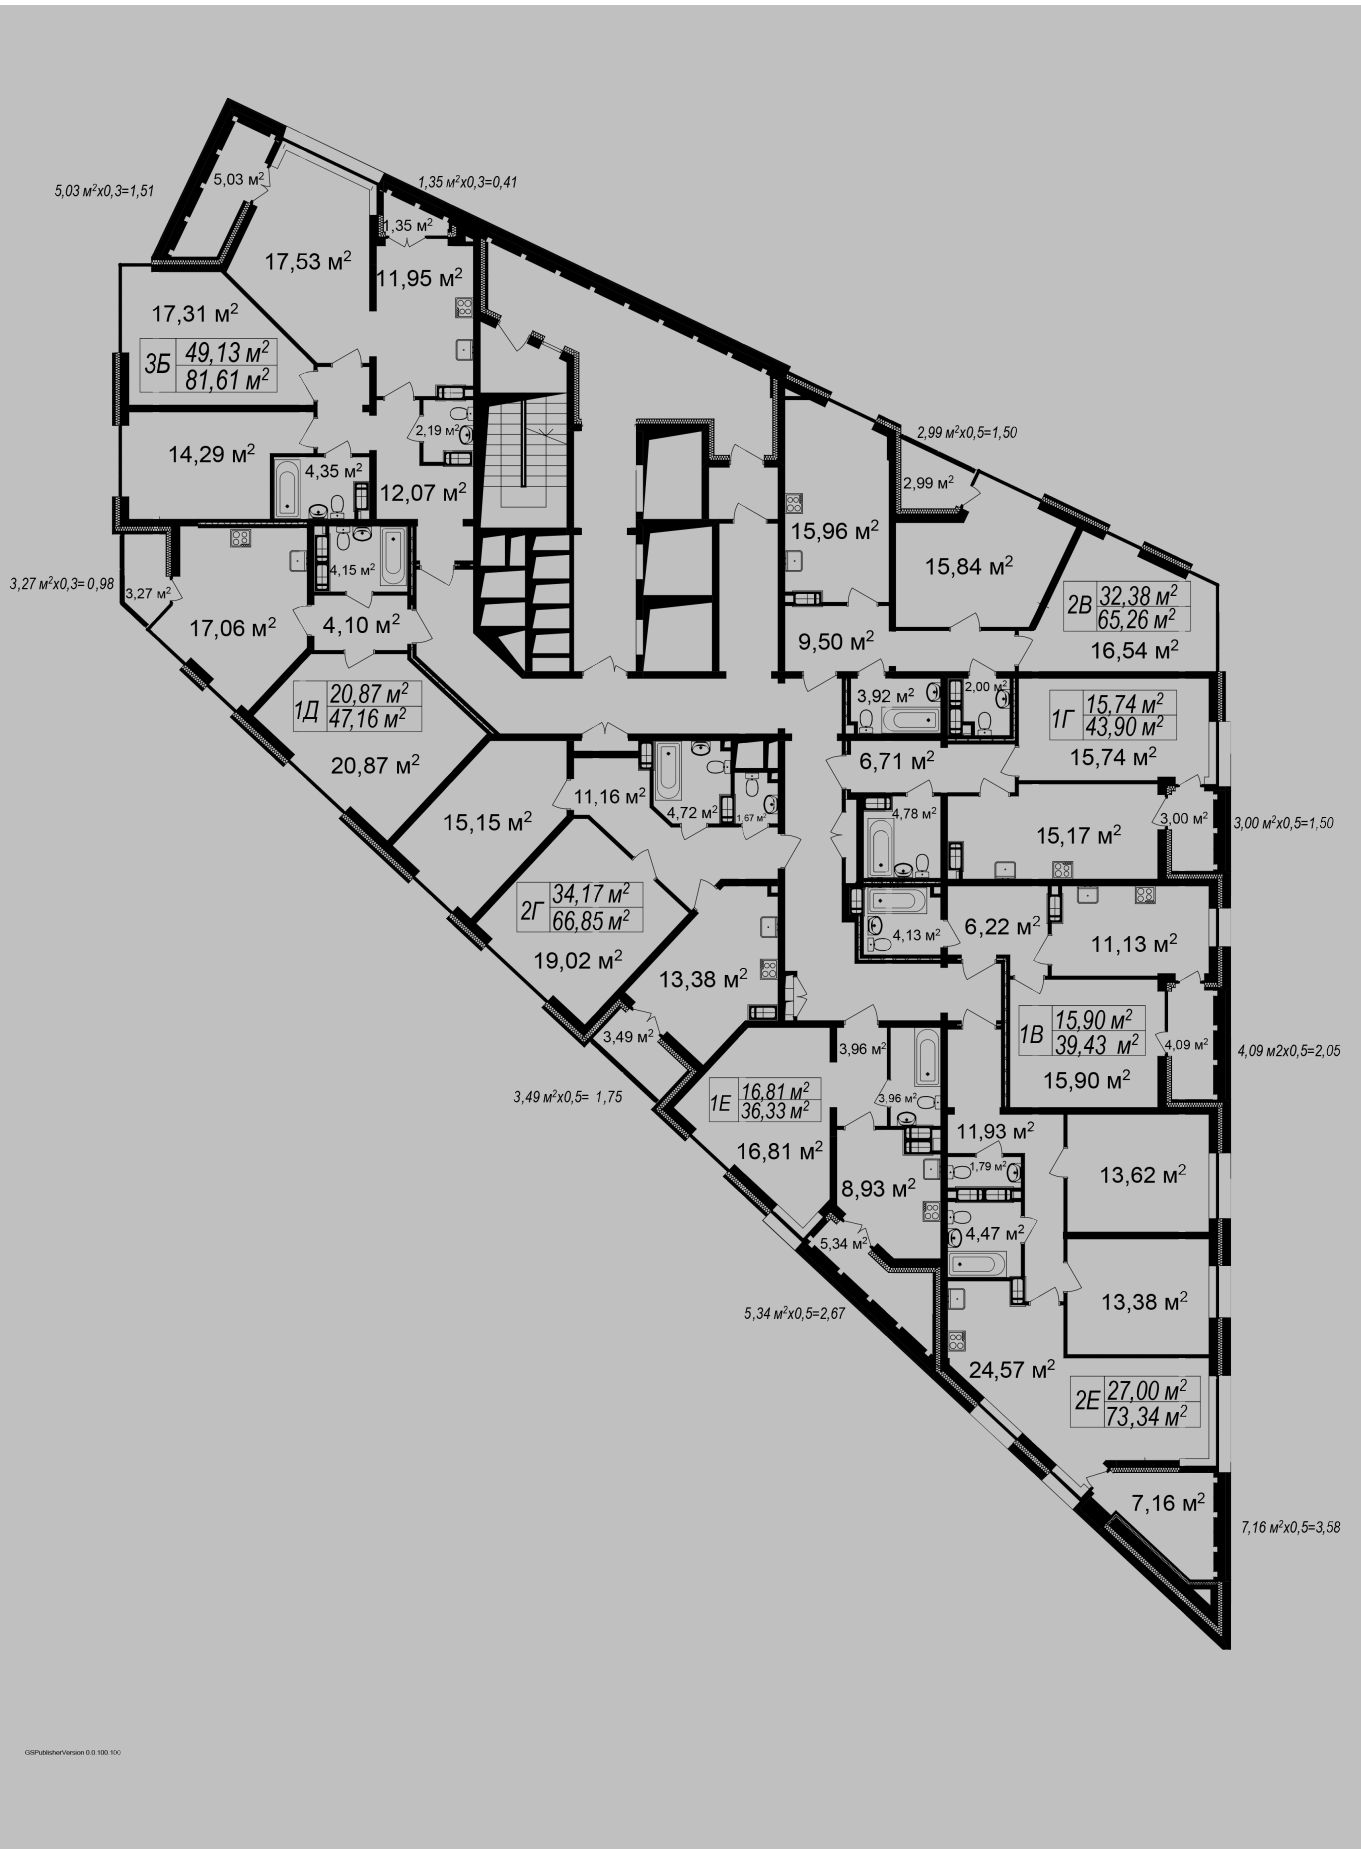 5,03 м²
5,03 м²х0,3=1,51
1,35 м²х0,3=0,41
1,35 м²
17,53 м²
11,95 м²
17,31 м²
3Б
49,13 м²
81,61 м²
2,19 м²
14,29 м²
4,35 м²
12,07 м²
2,99 м²х0,5=1,50
2,99 м²
15,96 м²
15,84 м²
3,27 м²х0,3= 0,98
3,27 м²
4,15 м²
17,06 м²
4,10 м²
2В
32,38 м²
65,26 м²
9,50 м²
16,54 м²
1Д
20,87 м²
47,16 м²
20,87 м²
3,92 м²
2,00 м²
1Г
15,74 м²
43,90 м²
15,74 м²
6,71 м²
11,16 м²
4,72 м²
1,67 м²
15,15 м²
4,78 м²
15,17 м²
3,00 м²
3,00 м²х0,5=1,50
2Г
34,17 м²
66,85 м²
19,02 м²
4,13 м²
6,22 м²
11,13 м²
13,38 м²
3,49 м²
3,49 м²х0,5= 1,75
3,96 м²
1В
15,90 м²
39,43 м²
15,90 м²
4,09 м²
4,09 м2х0,5=2,05
1Е
16,81 м²
36,33 м²
3,96 м²
16,81 м²
11,93 м²
1,79 м²
13,62 м²
8,93 м²
5,34 м²
4,47 м²
5,34 м²х0,5=2,67
13,38 м²
24,57 м²
2Е
27,00 м²
73,34 м²
7,16 м²
7,16 м²х0,5=3,58
GSPublisherVersion 0.0.100.100